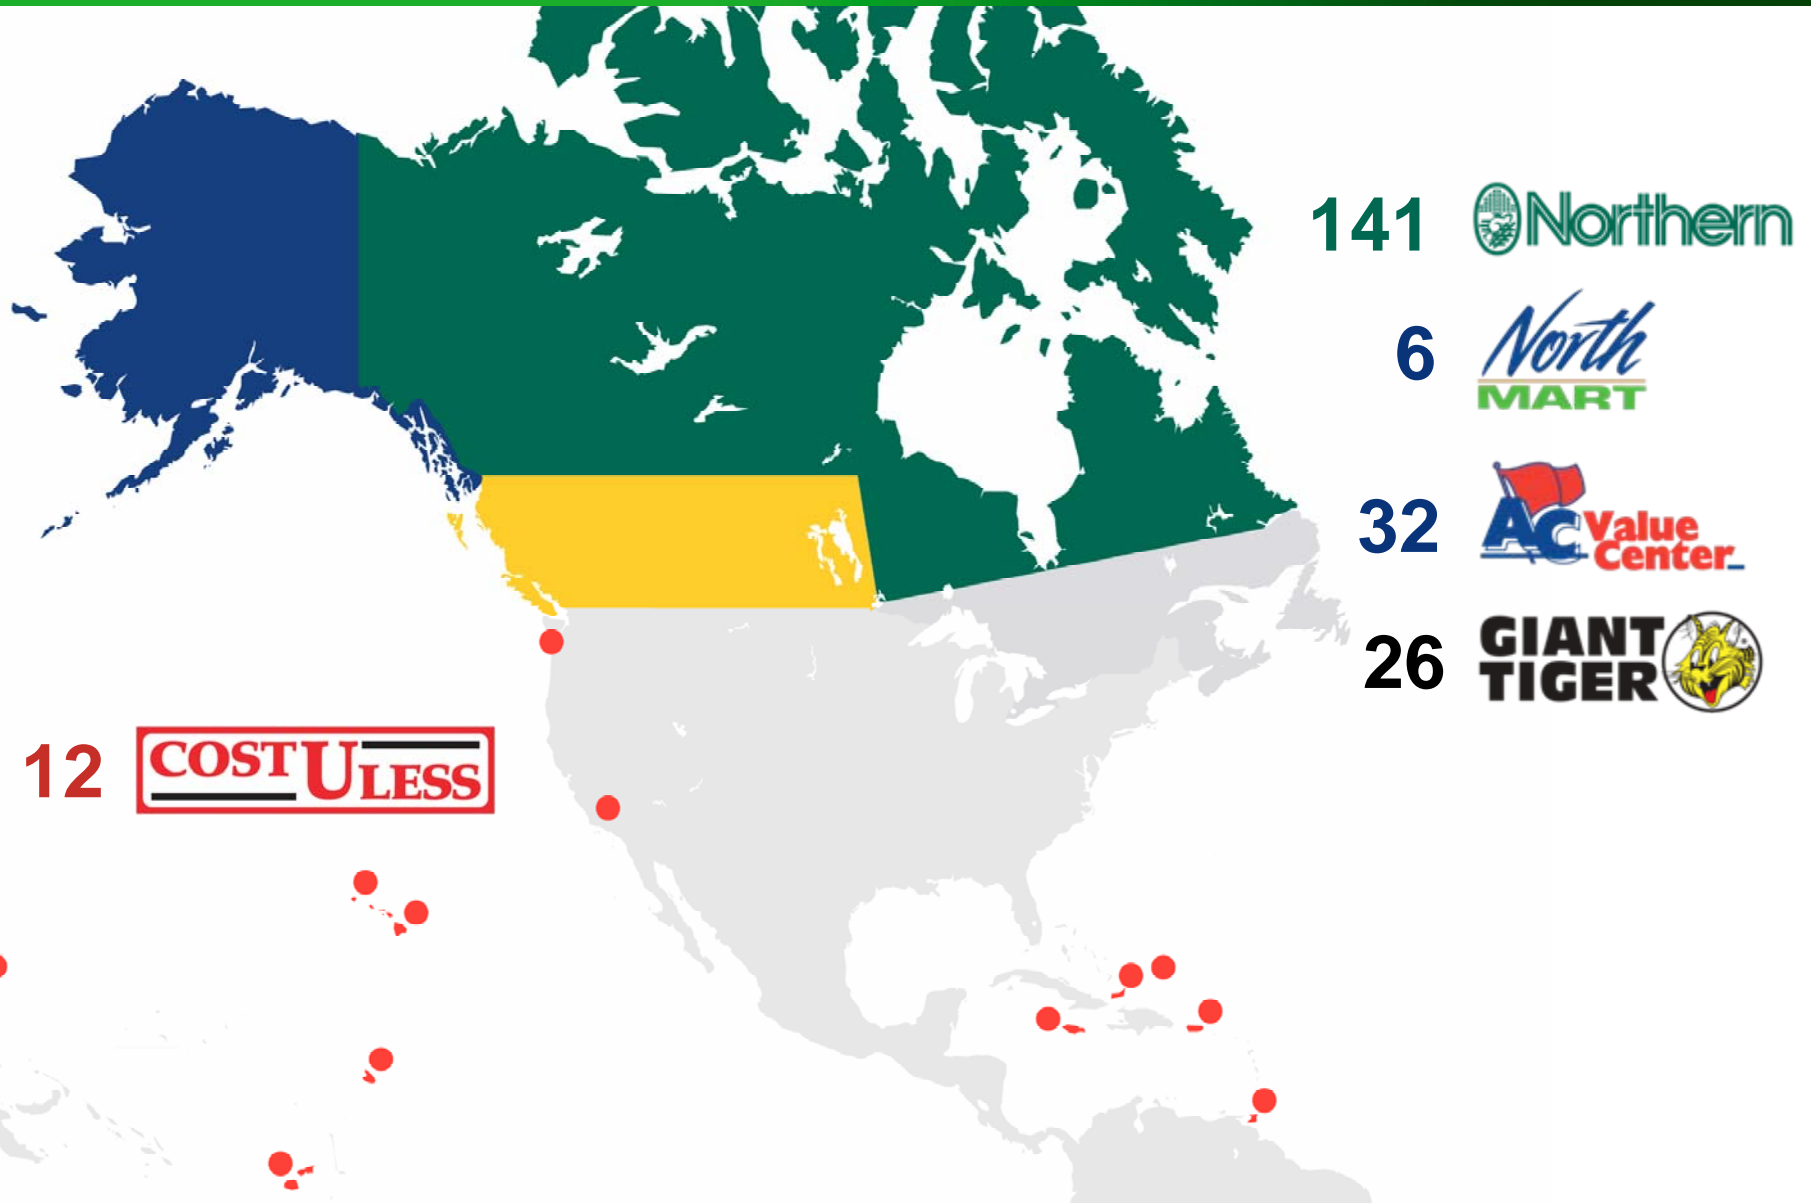 141 Northern
6 North
MART
32 AC Value
Center
26 GIANT
TIGER
12 COST U LESS